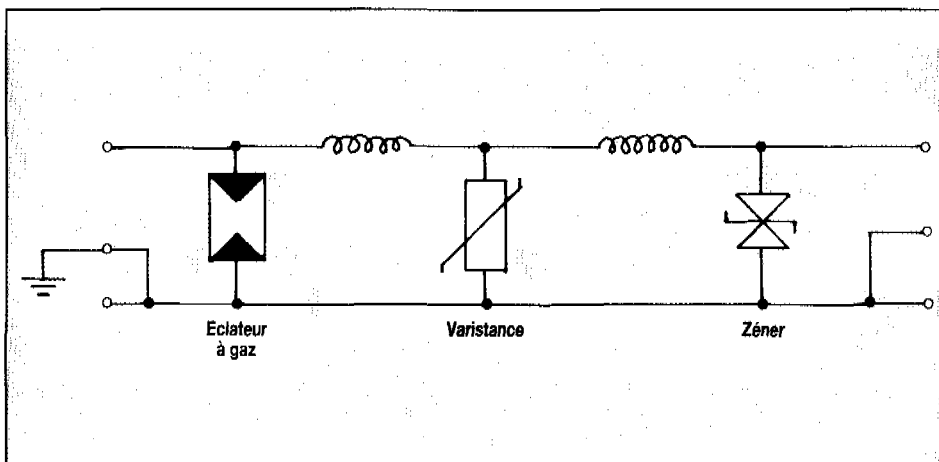 Eclateur
à gaz
Varistance
Zéner